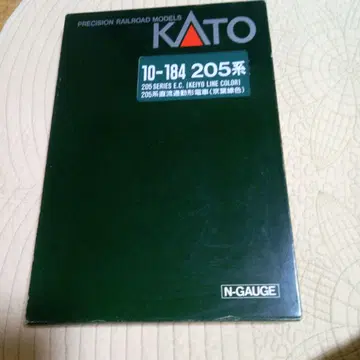 PRECISION RAILROAD MODELS
KATO
10-184 205系
205 SERIES E.C. (KEIYO LINE COLOR)
205系直流通勤形電車(京葉線色)
N-GAUGE